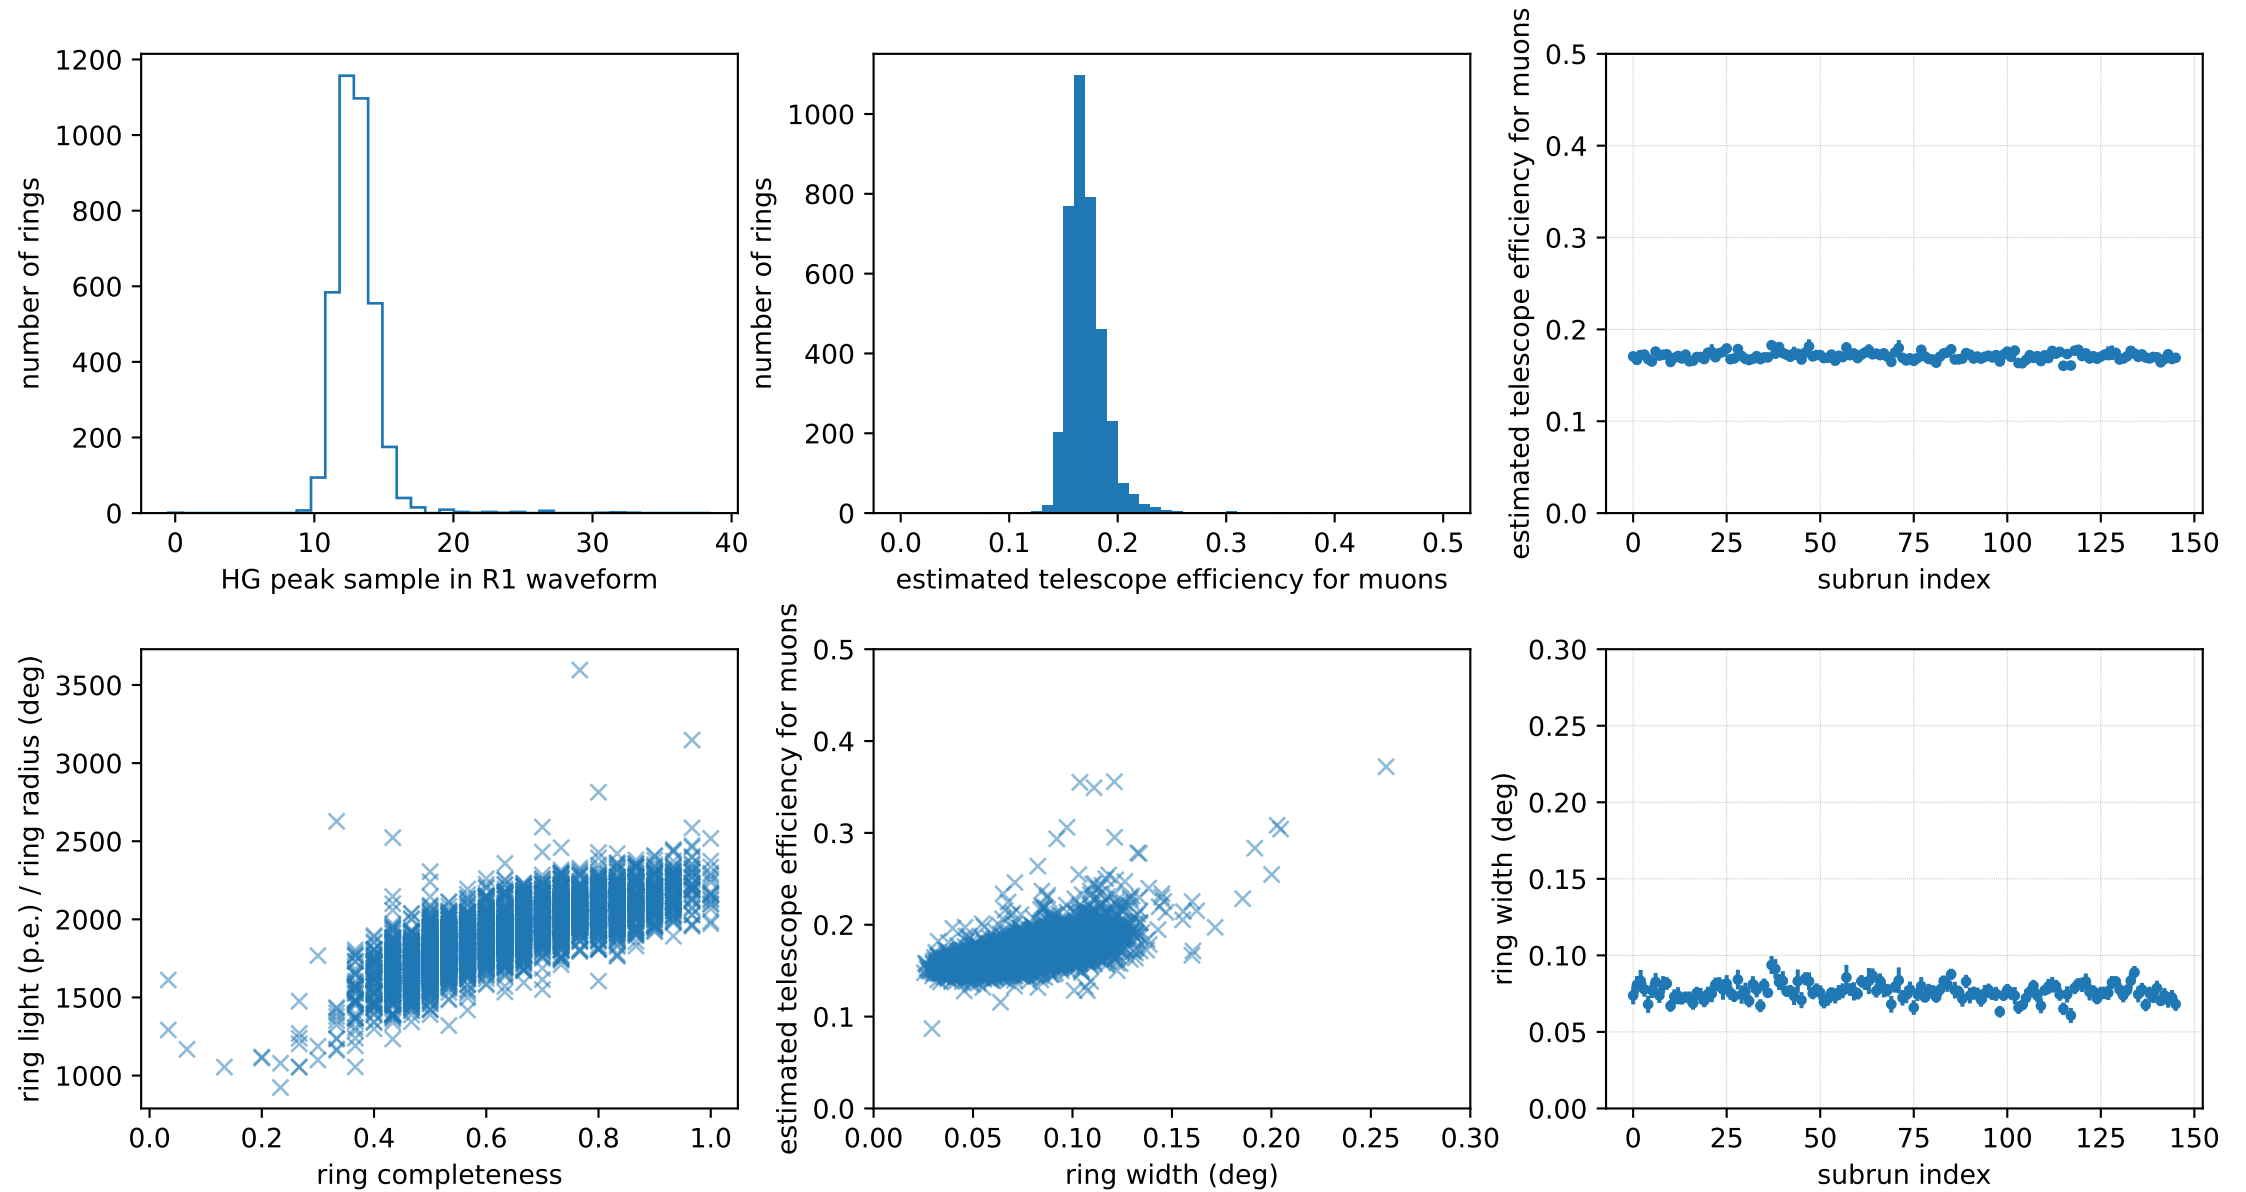 1200
1000
800
600
400
200
0
number of rings
0 10 20 30 40
HG peak sample in R1 waveform
1000
800
600
400
200
0
number of rings
0.0 0.1 0.2 0.3 0.4 0.5
estimated telescope efficiency for muons
0.5
0.4
0.3
0.2
0.1
0.0
estimated telescope efficiency for muons
0 25 50 75 100 125 150
subrun index
3500
3000
2500
2000
1500
1000
ring light (p.e.) / ring radius (deg)
0.0 0.2 0.4 0.6 0.8 1.0
ring completeness
0.5
0.4
0.3
0.2
0.1
0.0
estimated telescope efficiency for muons
0.00 0.05 0.10 0.15 0.20 0.25 0.30
ring width (deg)
0.30
0.25
0.20
0.15
0.10
0.05
0.00
ring width (deg)
0 25 50 75 100 125 150
subrun index